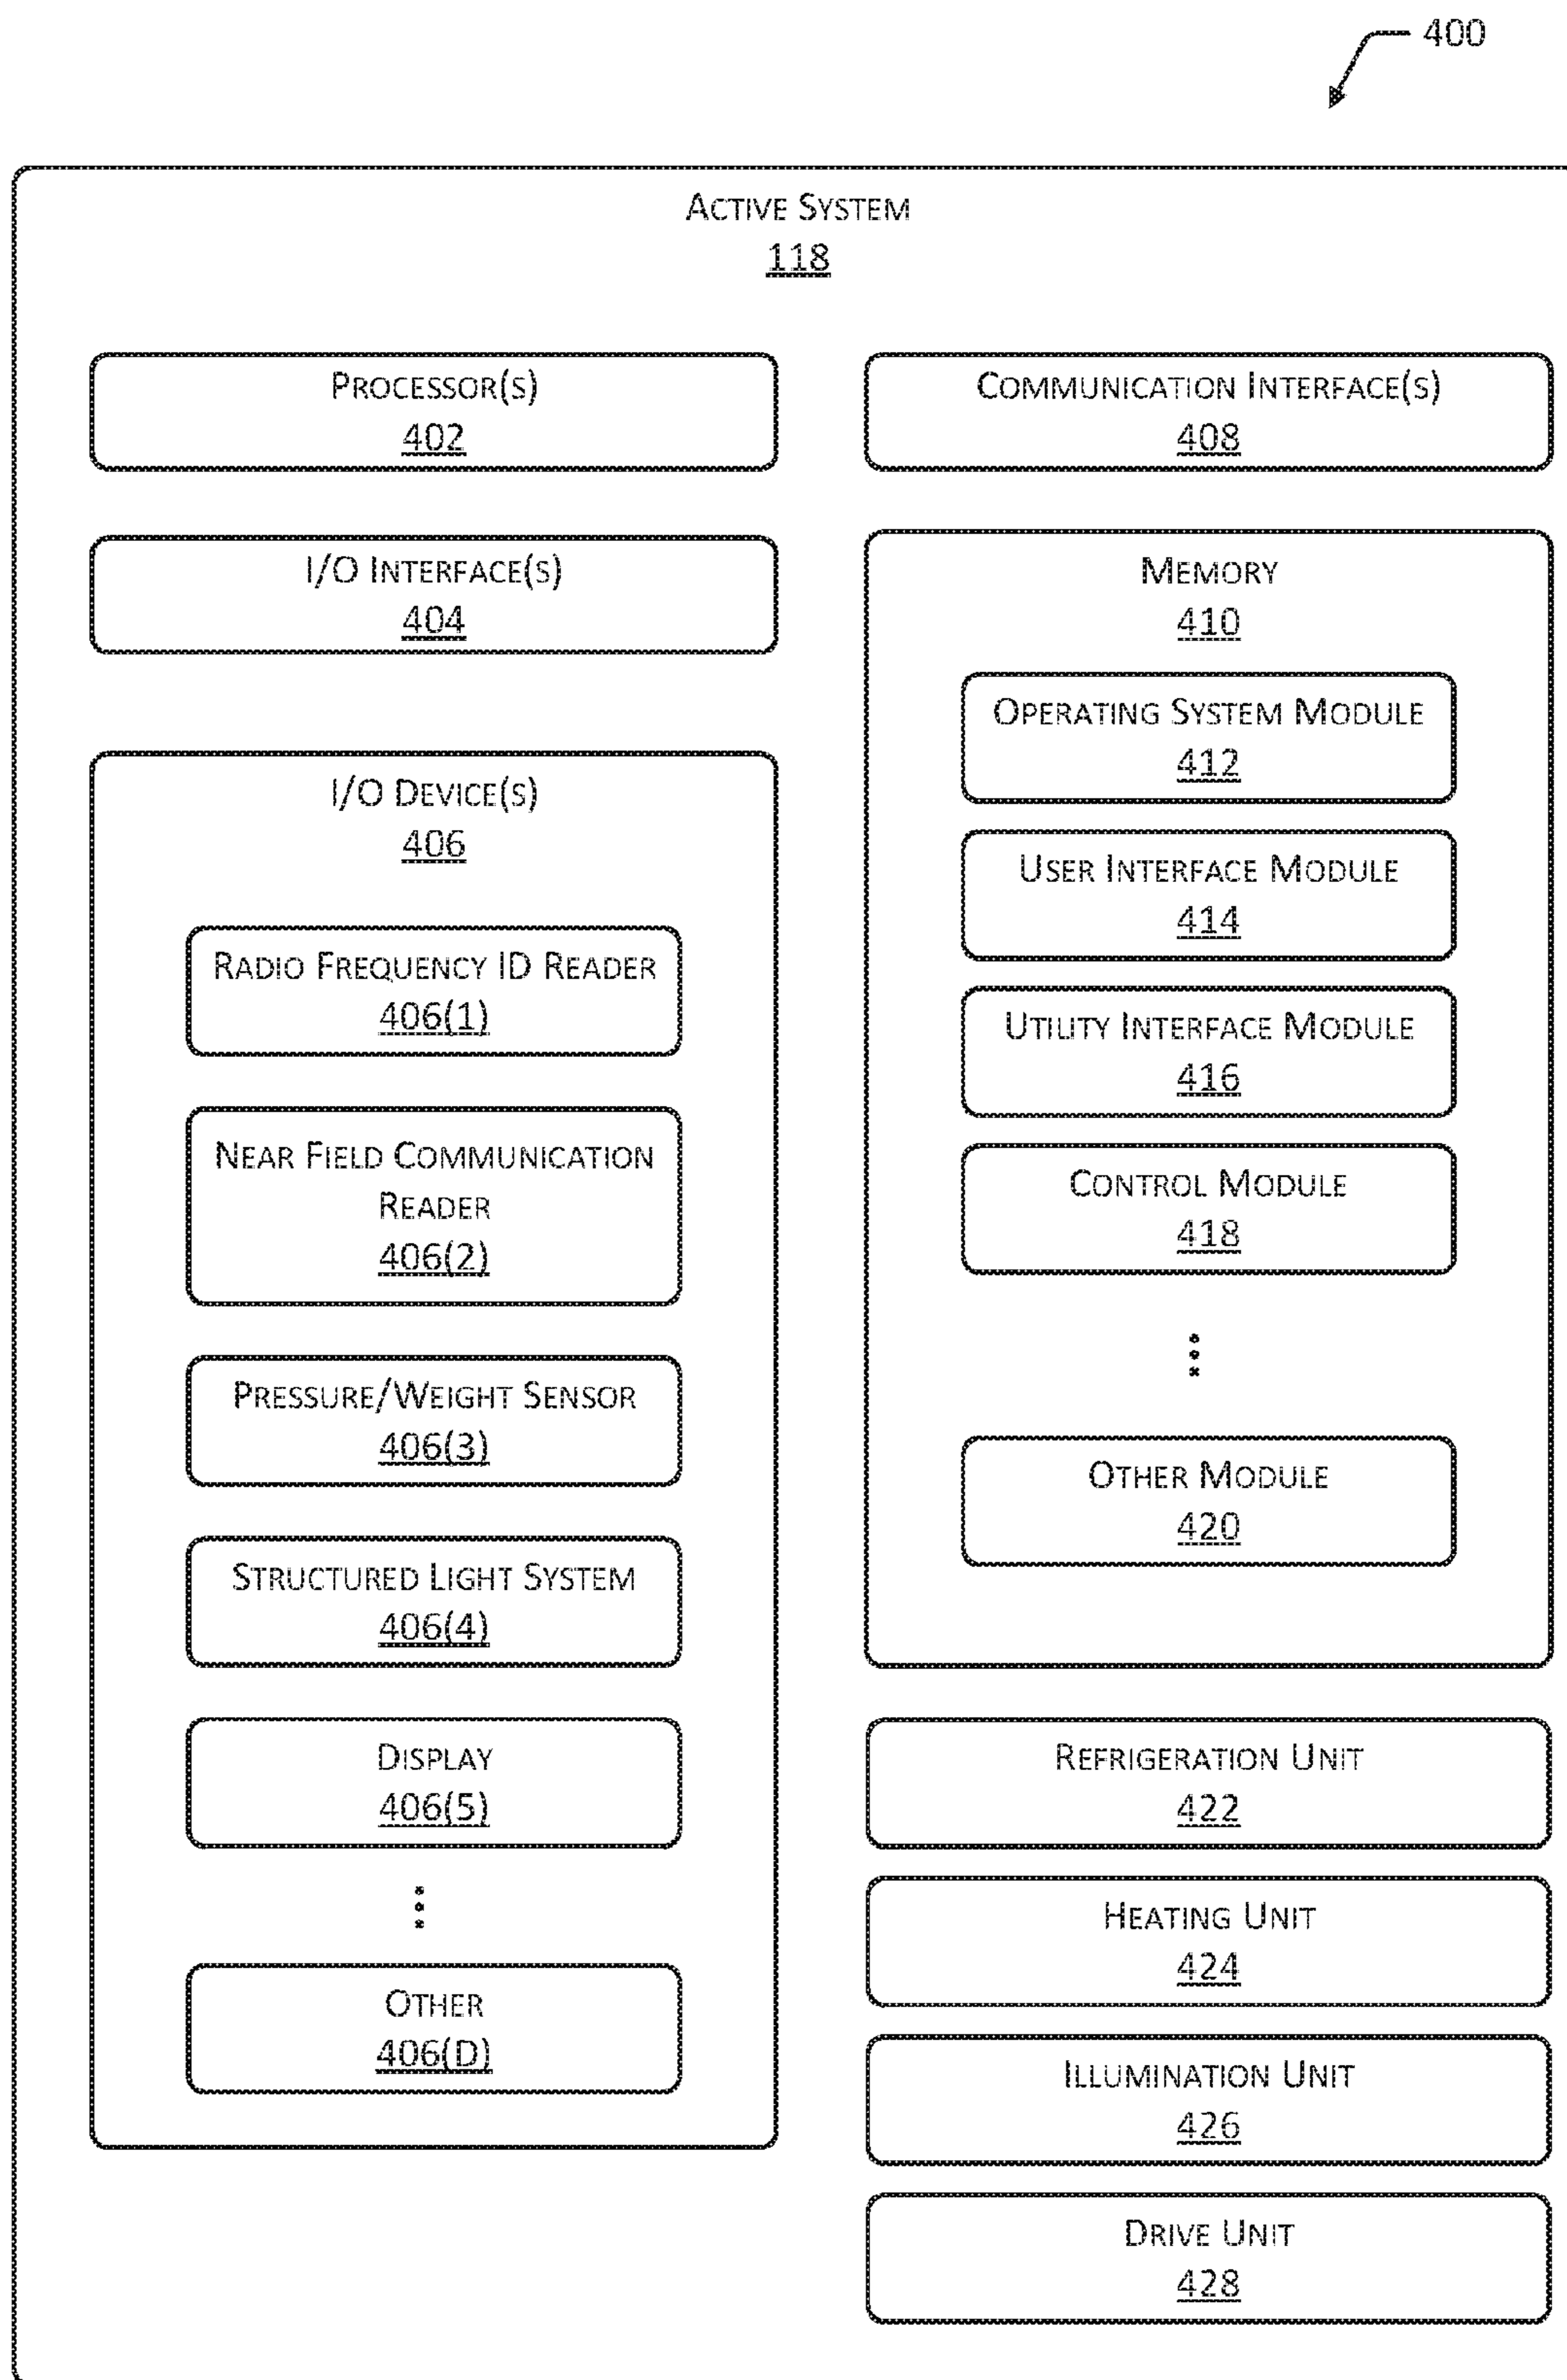 400
ACTIVE SYSTEM
118
PROCESSOR(S)
402
I/O INTERFACE(S)
404
I/O DEVICE(S)
406
RADIO FREQUENCY ID READER
406(1)
NEAR FIELD COMMUNICATION
READER
406(2)
PRESSURE/WEIGHT SENSOR
406(3)
STRUCTURED LIGHT SYSTEM
406(4)
DISPLAY
406(5)
OTHER
406(D)
COMMUNICATION INTERFACE(S)
408
MEMORY
410
OPERATING SYSTEM MODULE
412
USER INTERFACE MODULE
414
UTILITY INTERFACE MODULE
416
CONTROL MODULE
418
OTHER MODULE
420
REFRIGERATION UNIT
422
HEATING UNIT
424
ILLUMINATION UNIT
426
DRIVE UNIT
428